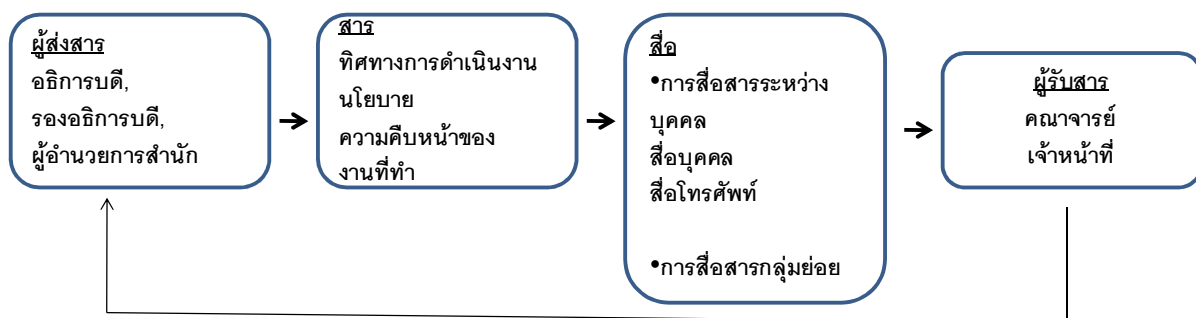 ผู้ส่งสาร
อธิการบดี,
รองอธิการบดี,
ผู้อำนวยการสำนัก
สาร
ทิศทางการดำเนินงาน
นโยบาย
ความคืบหน้าของ
งานที่ทำ
สื่อ
•การสื่อสารระหว่าง
บุคคล
สื่อบุคคล
สื่อโทรศัพท์
•การสื่อสารกลุ่มย่อย
ผู้รับสาร
คณาจารย์
เจ้าหน้าที่